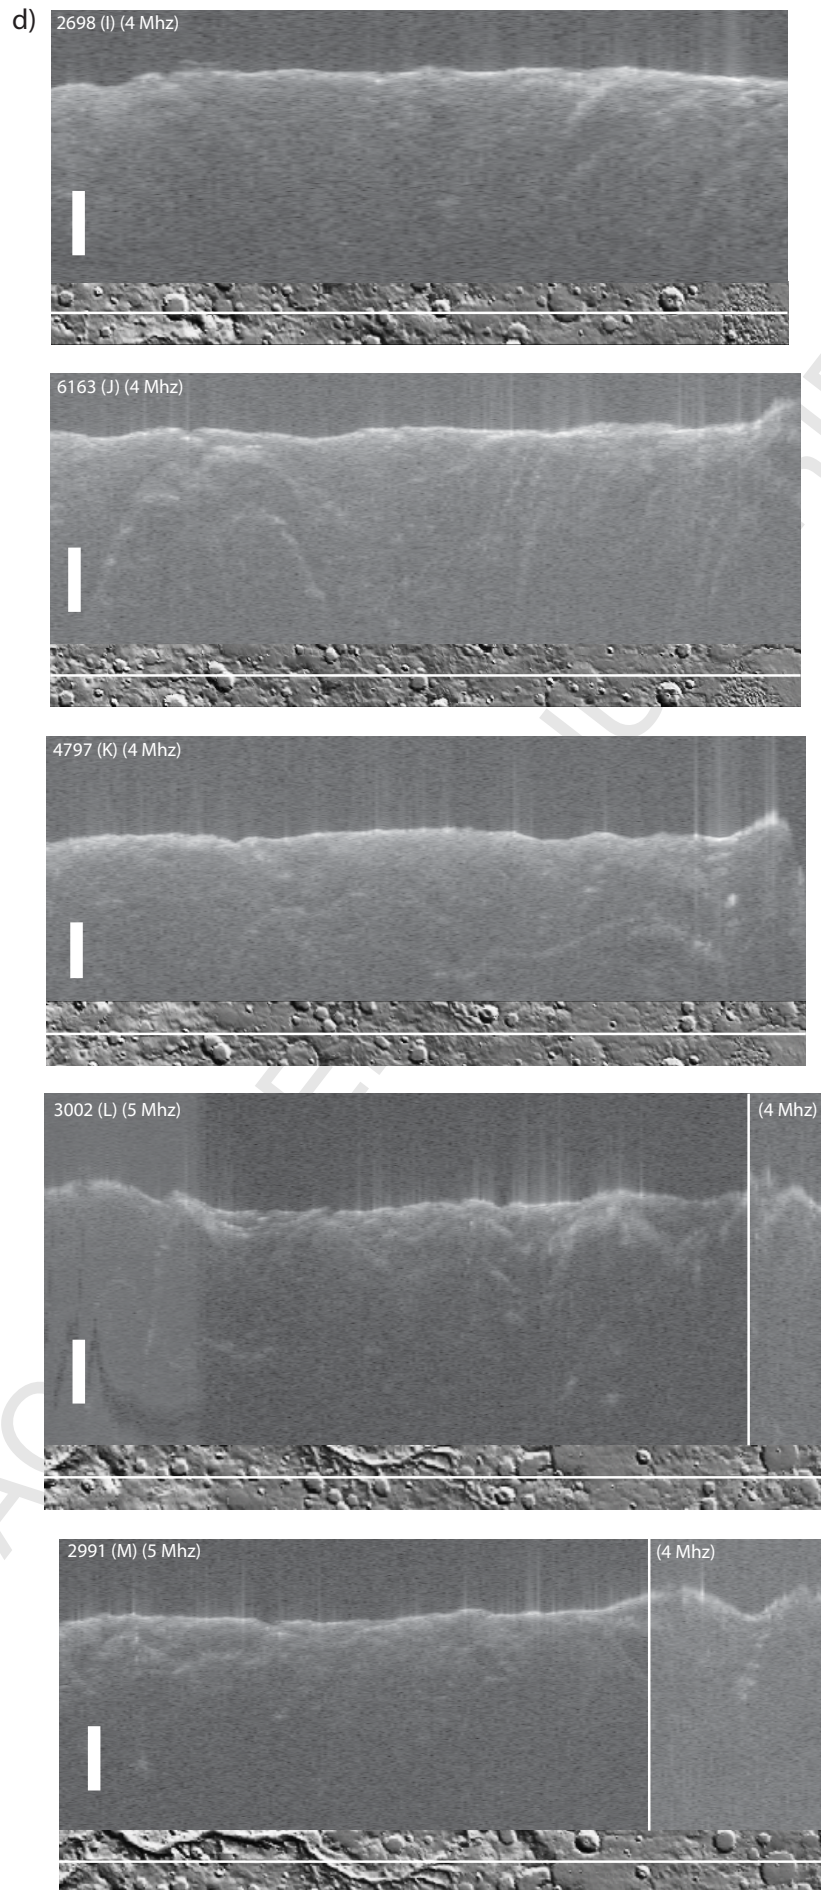 d)
2698 (I) (4 Mhz)
6163 (J) (4 Mhz)
4797 (K) (4 Mhz)
3002 (L) (5 Mhz) (4 Mhz)
2991 (M) (5 Mhz) (4 Mhz)